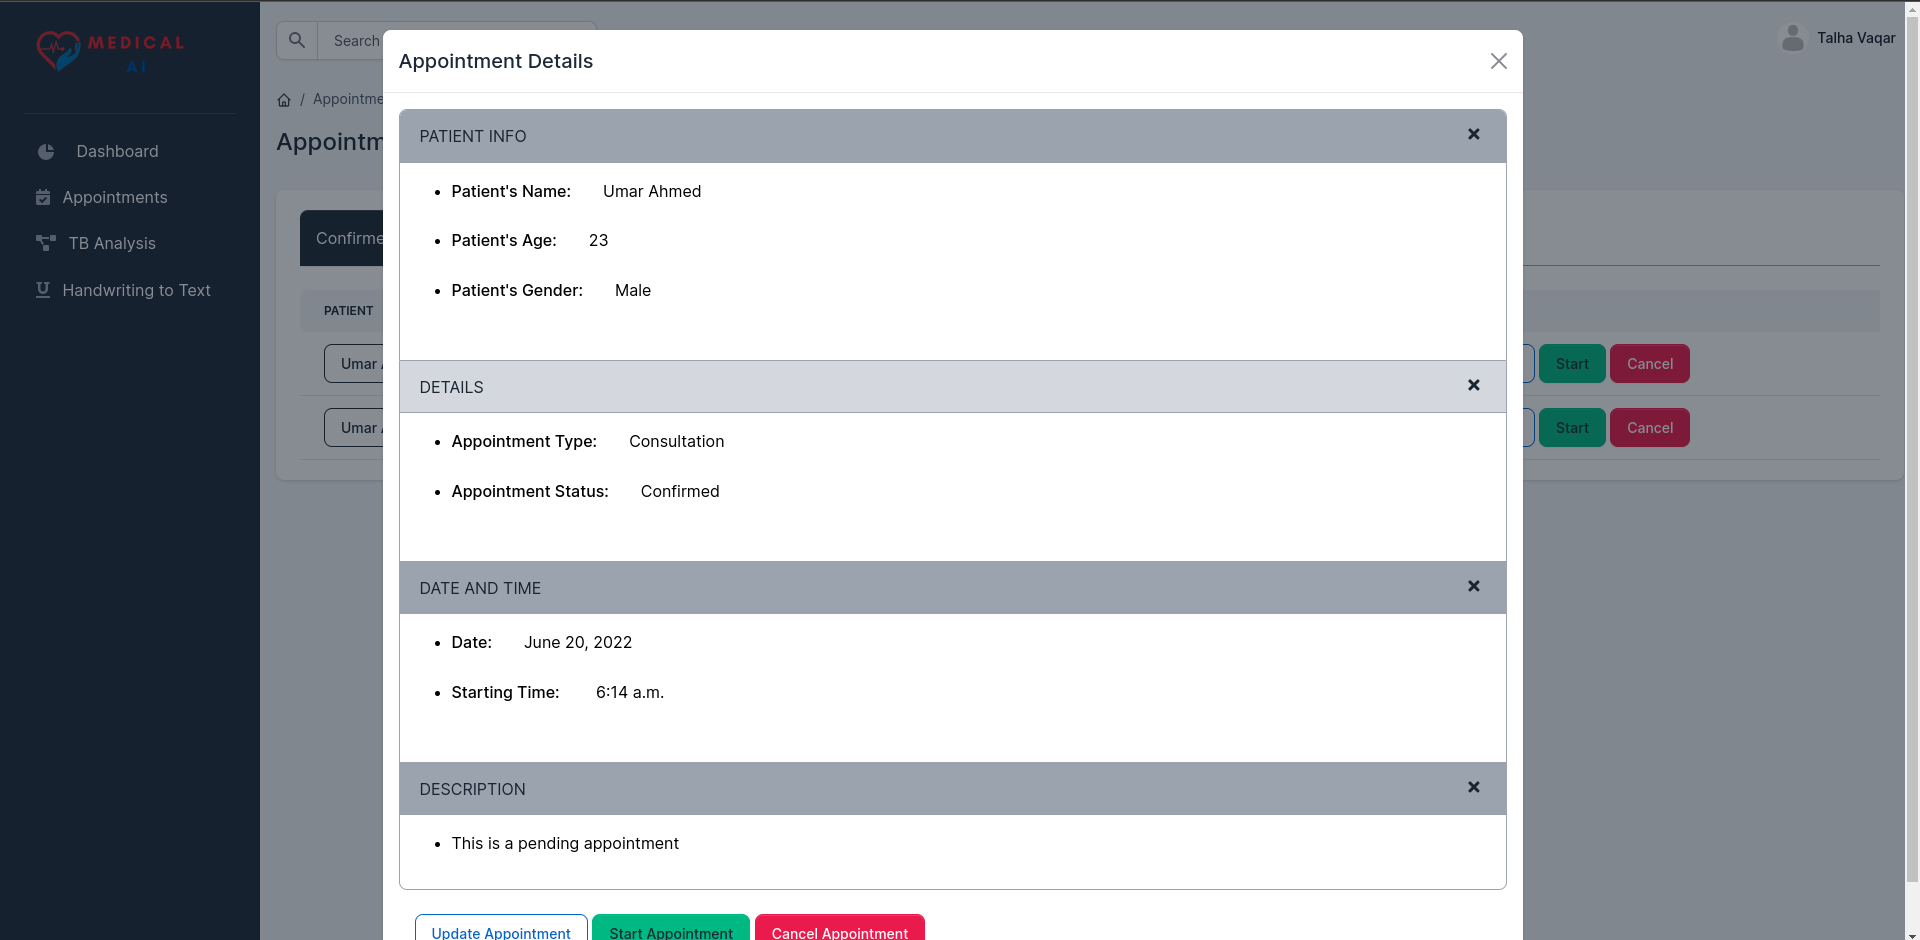 MEDICAL
Ai
Search
Talha Vaqar
Appointment Details
/ Appointme
Appointm
Dashboard
Appointments
TB Analysis
Handwriting to Text
PATIENT INFO
Patient's Name: Umar Ahmed
Patient's Age: 23
Patient's Gender: Male
Confirme
PATIENT
Umar
Start Cancel
Umar
Start Cancel
DETAILS
Appointment Type: Consultation
Appointment Status: Confirmed
DATE AND TIME
Date: June 20, 2022
Starting Time: 6:14 a.m.
DESCRIPTION
This is a pending appointment
Update Appointment Start Appointment Cancel Appointment